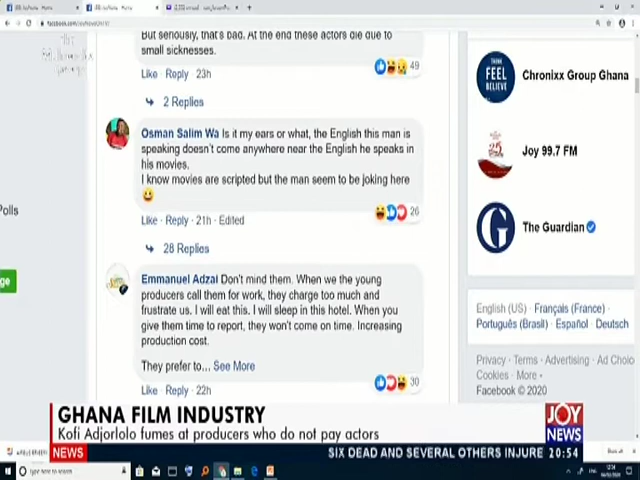 But seriously, that's bad. At the end these actors die due to
small sicknesses.
Like · Reply · 23h
49
2 Replies
Osman Salim Wa Is it my ears or what, the English this man is
speaking doesn't come anywhere near the English he speaks in
his movies.
I know movies are scripted but the man seem to be joking here
Like · Reply · 21h · Edited
26
28 Replies
Emmanuel Adzai Don't mind them. When we the young
producers call them for work, they charge too much and
frustrate us. I will eat this. I will sleep in this hotel. When you
give them time to report, they won't come on time. Increasing
production cost.
They prefer to... See More
Like · Reply · 22h
30
Polls
ge
THINK
FEEL
BELIEVE
Chronixx Group Ghana
25
Joy 99.7 FM
G
The Guardian
English (US) · Français (France) ·
Português (Brasil) · Español · Deutsch
Privacy · Terms · Advertising · Ad Choic
Cookies · More
Facebook © 2020
GHANA FILM INDUSTRY
Kofi Adjorlolo fumes at producers who do not pay actors
JOY
NEWS
NEWS
SIX DEAD AND SEVERAL OTHERS INJURE
20:54